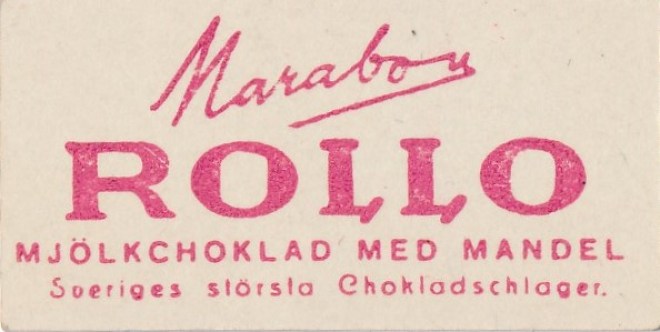 Marabou
ROLLO
MJÖLKCHOKLAD MED MANDEL
Sveriges största Chokladschlager.